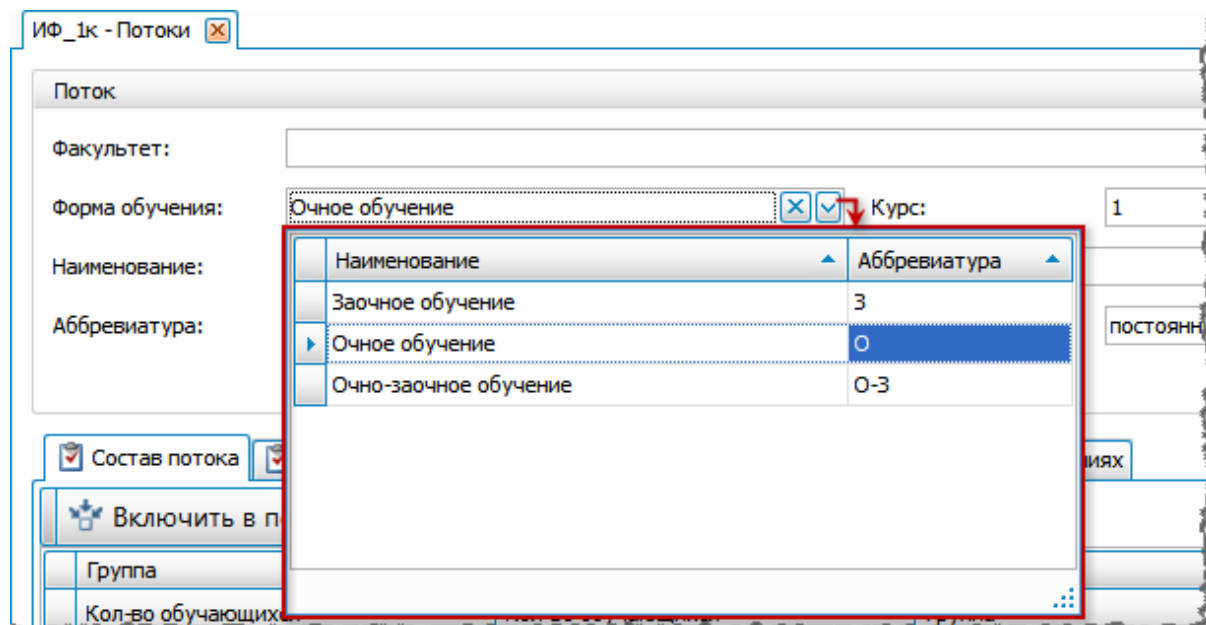 ИФ_1к - Потоки
Поток
Факультет:
Форма обучения: Очное обучение Курс: 1
Наименование: Наименование Аббревиатура
Заочное обучение З
Аббревиатура: постоянн
Очное обучение О
Очно-заочное обучение О-З
Состав потока иях
Включить в п
Группа
Кол-во обучающихся